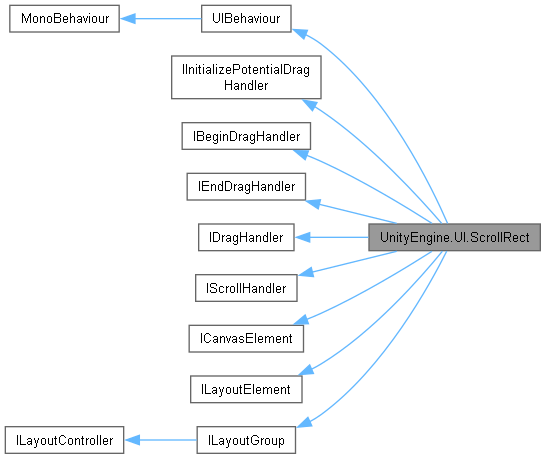 MonoBehaviour
UIBehaviour
IInitializePotentialDrag
Handler
IBeginDragHandler
IEndDragHandler
IDragHandler
UnityEngine.UI.ScrollRect
IScrollHandler
ICanvasElement
ILayoutElement
ILayoutController
ILayoutGroup